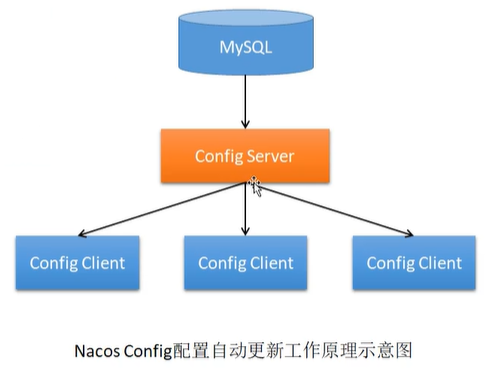 MySQL
Config Server
Config Client
Config Client
Config Client
Nacos Config配置自动更新工作原理示意图